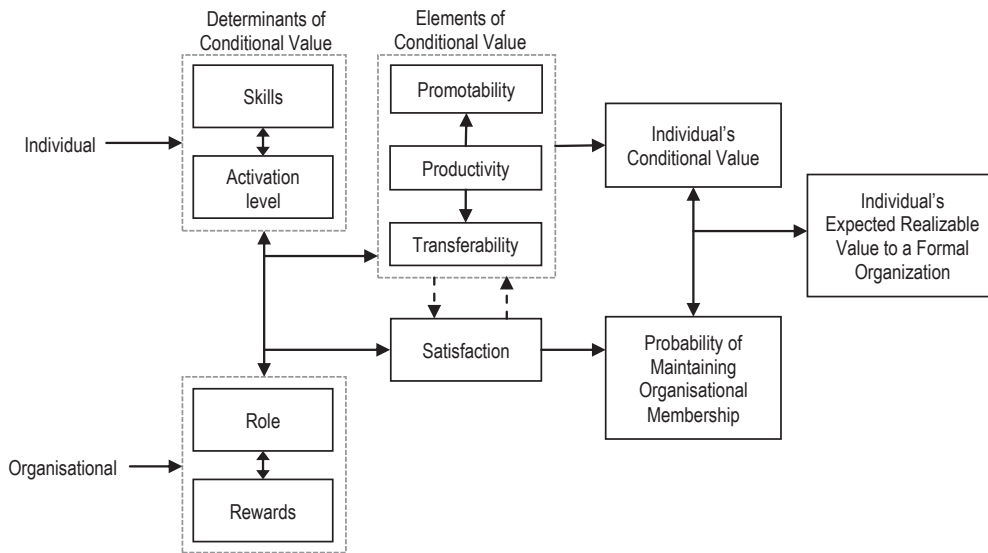 Determinants of
Conditional Value
Elements of
Conditional Value
Individual
Skills
Activation
level
Promotability
Productivity
Transferability
Individual’s
Conditional Value
Individual’s
Expected Realizable
Value to a Formal
Organization
Satisfaction
Probability of
Maintaining
Organisational
Membership
Organisational
Role
Rewards